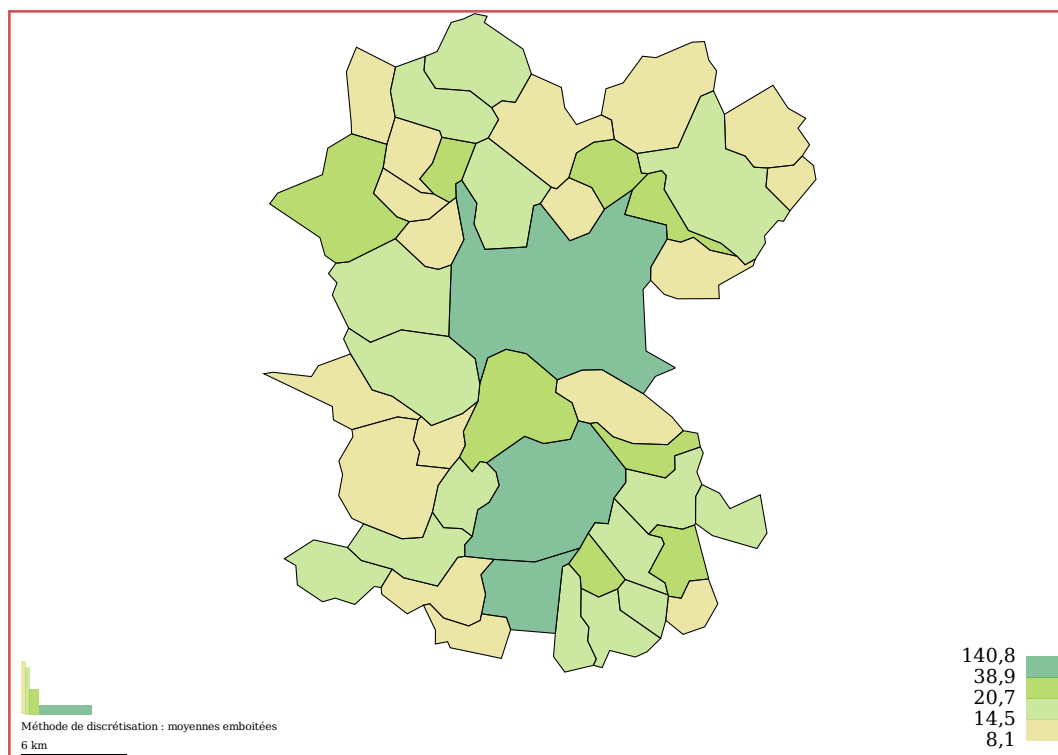 140,8
38,9
20,7
14,5
8,1
Méthode de discrétisation : moyennes emboitées
6 km